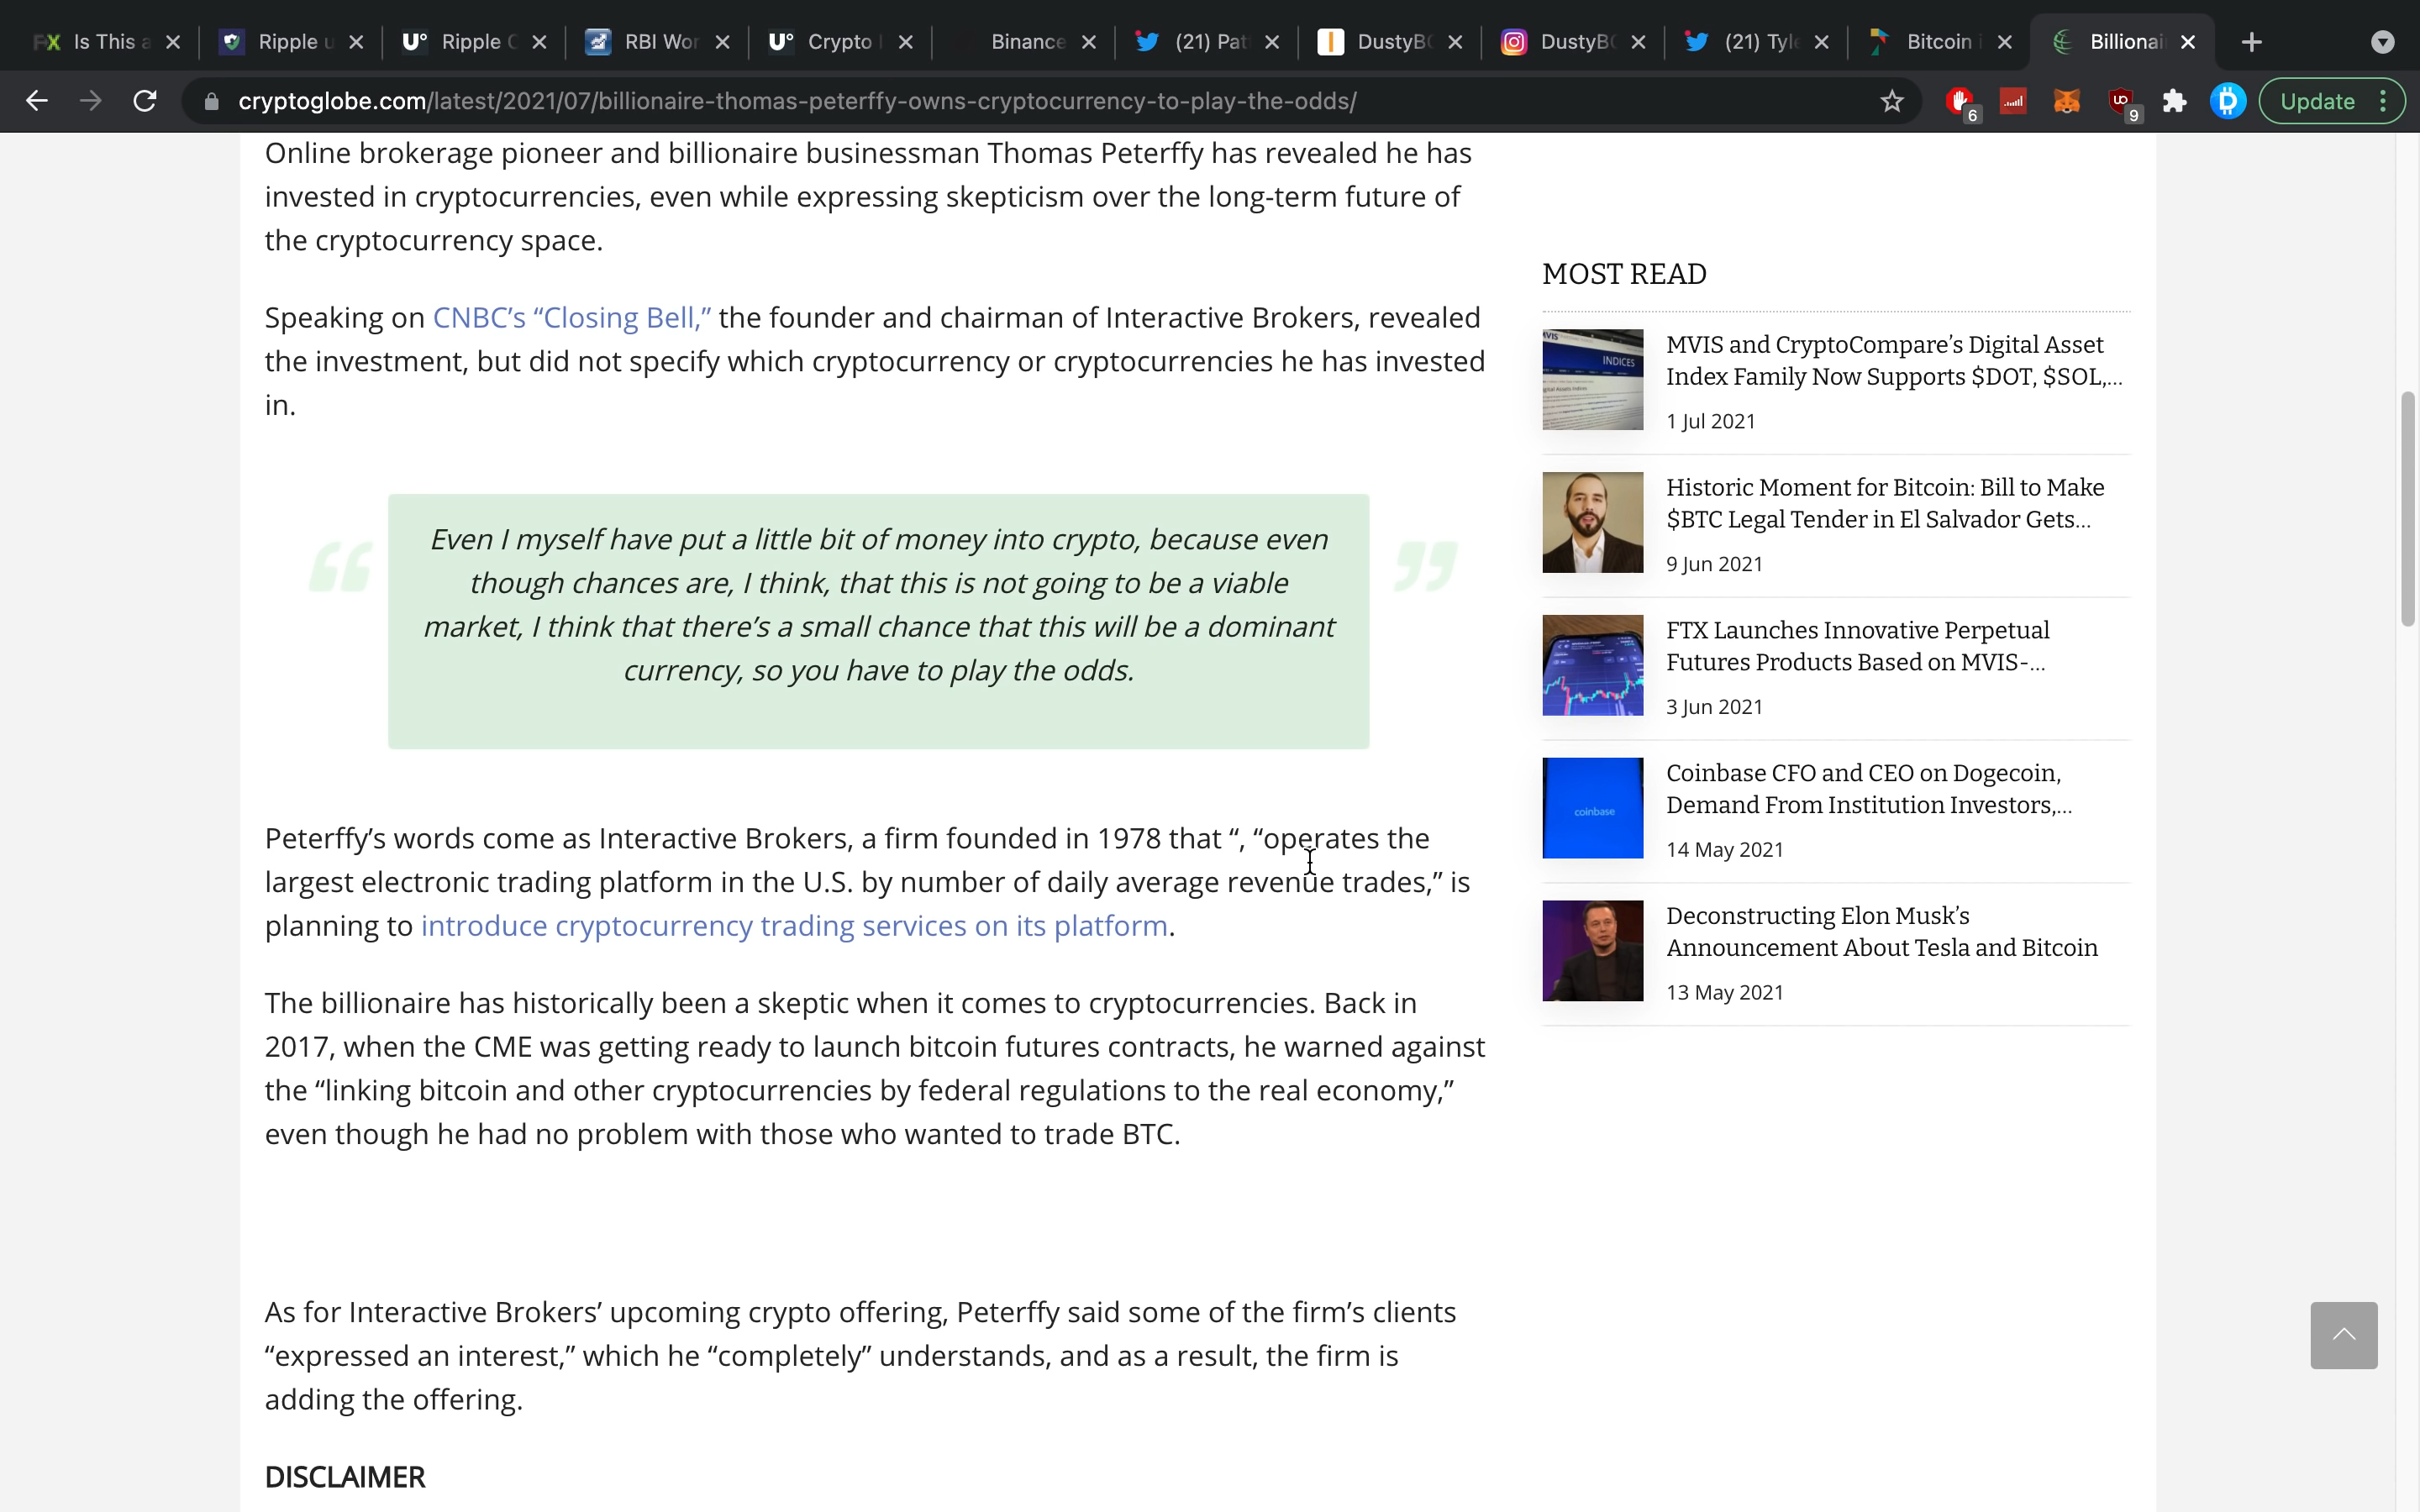 Is This a
Ripple u
Ripple C
RBI Wor
Crypto
Binance
(21) Pat
DustyBC
DustyBC
(21) Tyle
Bitcoin i
Billionai
cryptoglobe.com/latest/2021/07/billionaire-thomas-peterffy-owns-cryptocurrency-to-play-the-odds/
6
9
Update
Online brokerage pioneer and billionaire businessman Thomas Peterffy has revealed he has
invested in cryptocurrencies, even while expressing skepticism over the long-term future of
the cryptocurrency space.
Speaking on CNBC’s “Closing Bell,” the founder and chairman of Interactive Brokers, revealed
the investment, but did not specify which cryptocurrency or cryptocurrencies he has invested
in.
Even I myself have put a little bit of money into crypto, because even
though chances are, I think, that this is not going to be a viable
market, I think that there’s a small chance that this will be a dominant
currency, so you have to play the odds.
Peterffy’s words come as Interactive Brokers, a firm founded in 1978 that “, “operates the
largest electronic trading platform in the U.S. by number of daily average revenue trades,” is
planning to introduce cryptocurrency trading services on its platform.
The billionaire has historically been a skeptic when it comes to cryptocurrencies. Back in
2017, when the CME was getting ready to launch bitcoin futures contracts, he warned against
the “linking bitcoin and other cryptocurrencies by federal regulations to the real economy,”
even though he had no problem with those who wanted to trade BTC.
As for Interactive Brokers’ upcoming crypto offering, Peterffy said some of the firm’s clients
“expressed an interest,” which he “completely” understands, and as a result, the firm is
adding the offering.
DISCLAIMER
MOST READ
INDICES
MVIS and CryptoCompare’s Digital Asset
Index Family Now Supports $DOT, $SOL,...
1 Jul 2021
Historic Moment for Bitcoin: Bill to Make
$BTC Legal Tender in El Salvador Gets...
9 Jun 2021
FTX Launches Innovative Perpetual
Futures Products Based on MVIS-...
3 Jun 2021
coinbase
Coinbase CFO and CEO on Dogecoin,
Demand From Institution Investors,...
14 May 2021
Deconstructing Elon Musk’s
Announcement About Tesla and Bitcoin
13 May 2021